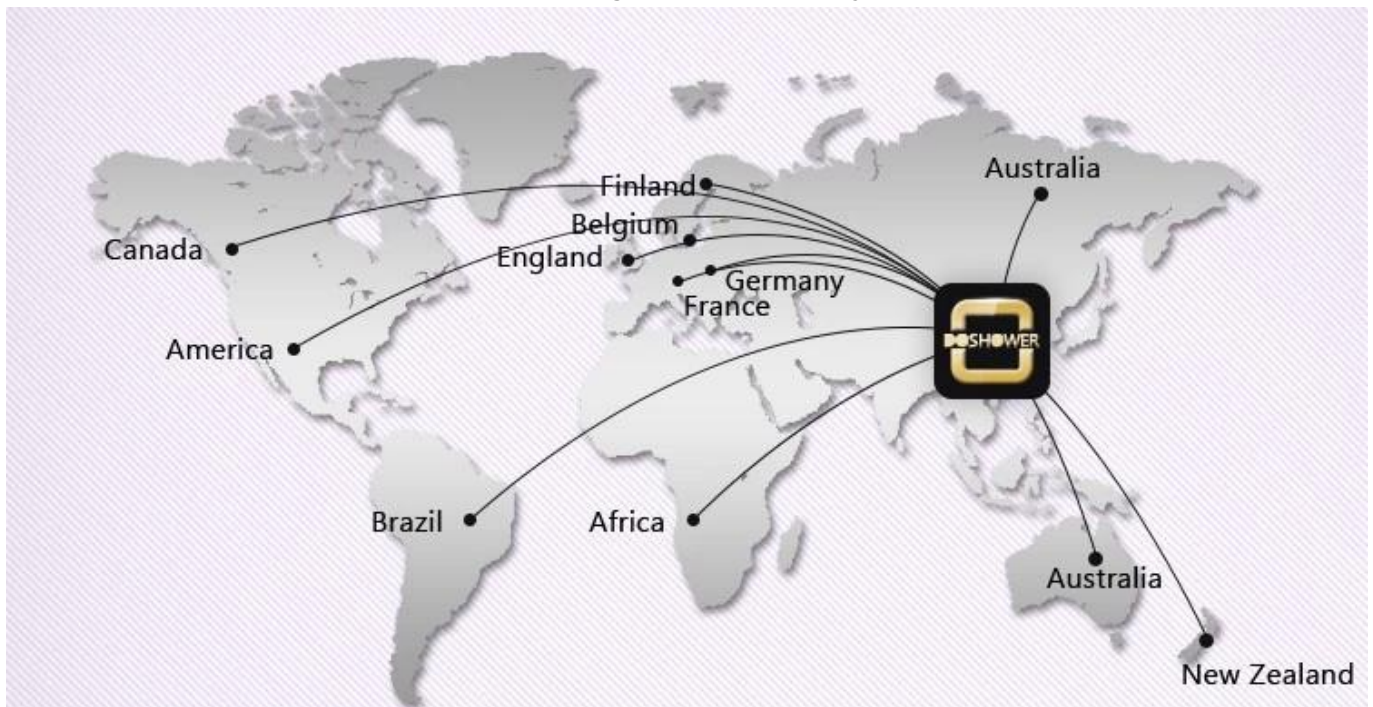 Australia
Finland
Belgium
Canada
England
Germany
France
DOSHOWER
America
Brazil
Africa
Australia
New Zealand